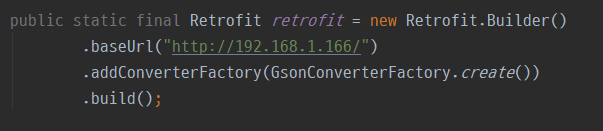 public static final Retrofit retrofit = new Retrofit.Builder()
.baseUrl("http://192.168.1.166/")
.addConverterFactory(GsonConverterFactory.create())
.build();